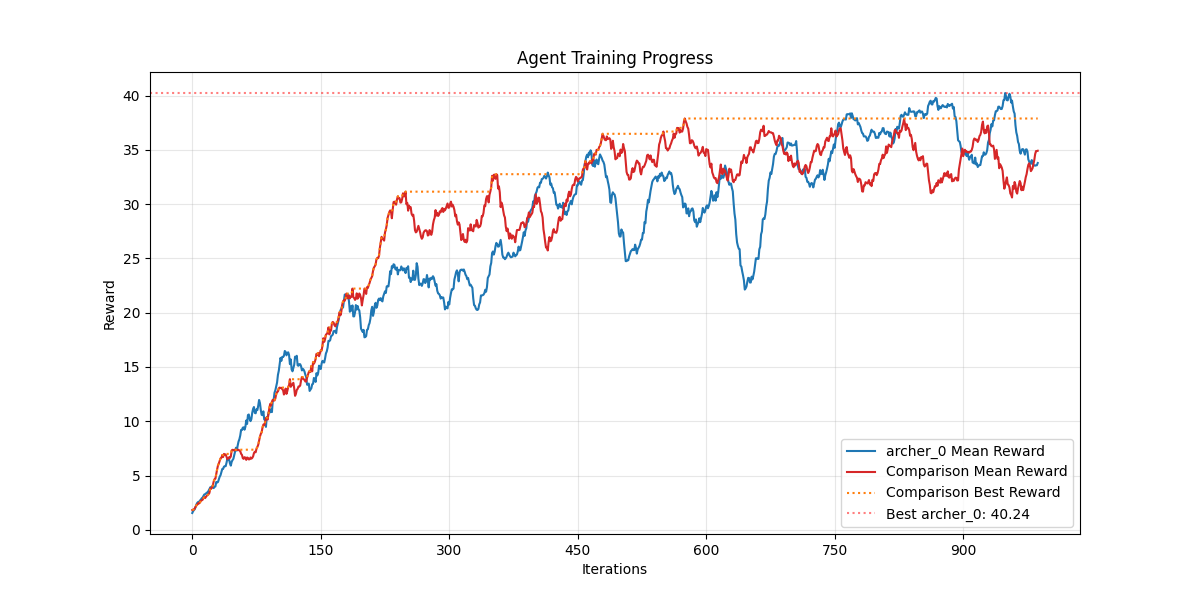 Agent Training Progress
40
35
30
25
20
15
10
5
0
Reward
0 150 300 450 600 750 900
Iterations
archer_0 Mean Reward
Comparison Mean Reward
Comparison Best Reward
Best archer_0: 40.24